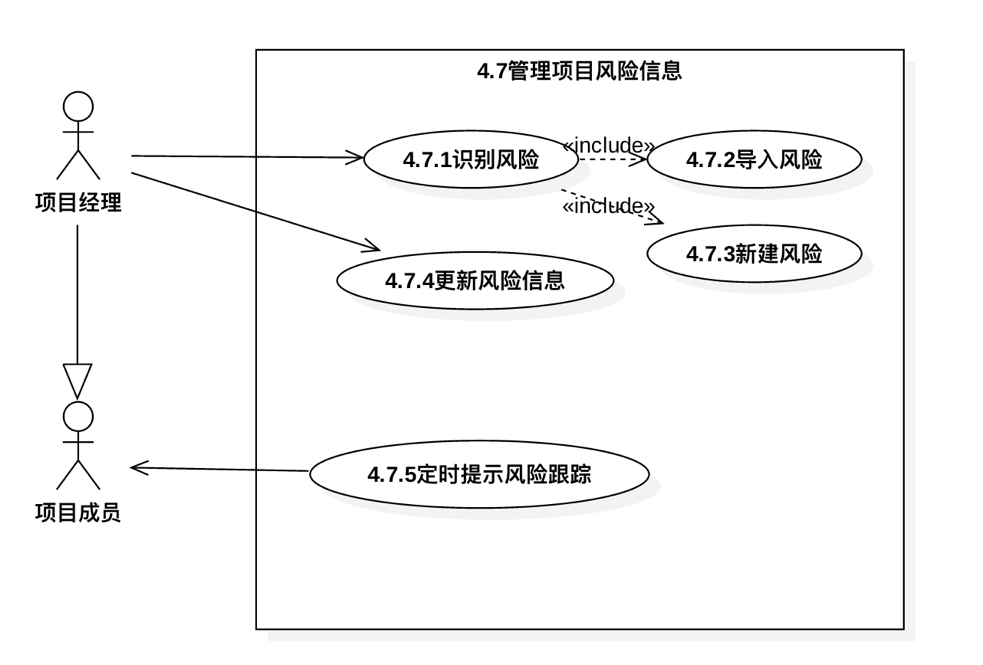 4.7管理项目风险信息
4.7.1识别风险
«include»
4.7.2导入风险
项目经理
«include»
4.7.3新建风险
4.7.4更新风险信息
4.7.5定时提示风险跟踪
项目成员